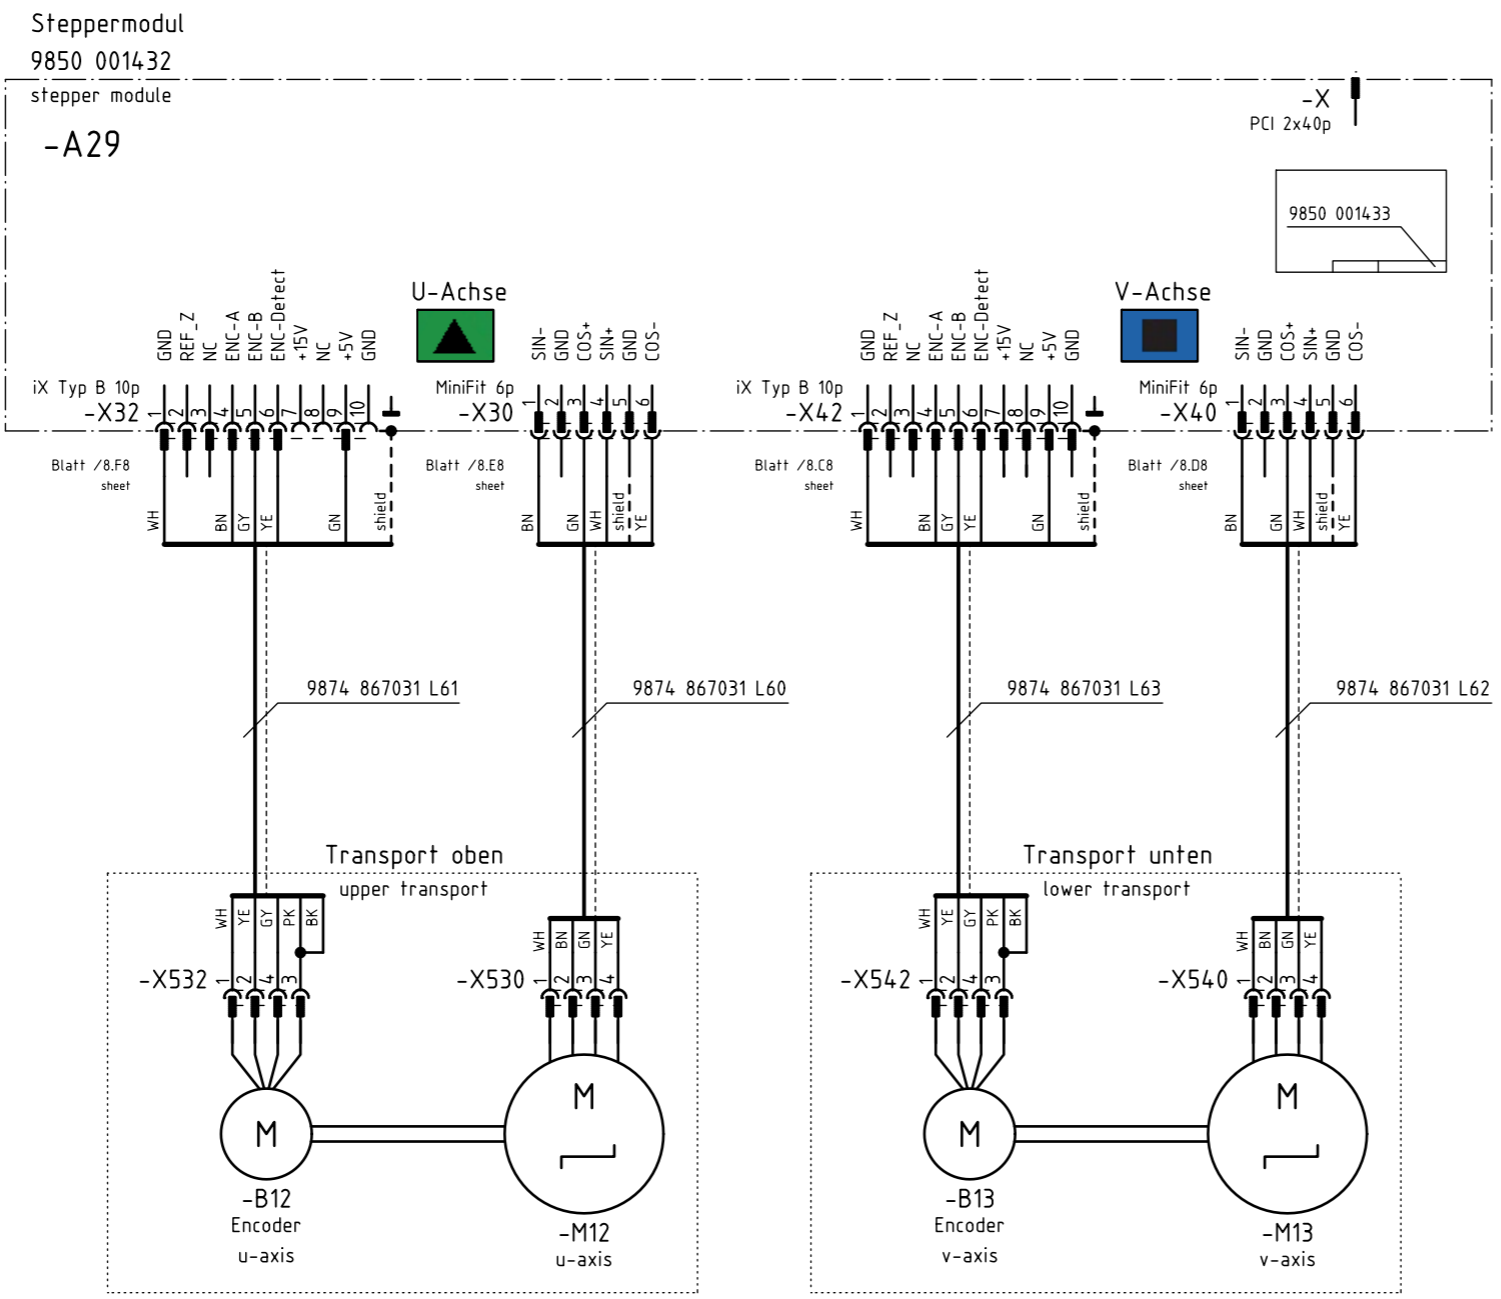 Steppermodul
9850 001432
stepper module
-A29
-X
PCI 2x40p
9850 001433
U-Achse
V-Achse
GND
REF_Z
NC
ENC-A
ENC-B
ENC-Detect
+15V
NC
+5V
GND
SIN-
GND
COS+
SIN+
GND
COS-
GND
REF_Z
NC
ENC-A
ENC-B
ENC-Detect
+15V
NC
+5V
GND
SIN-
GND
COS+
SIN+
GND
COS-
iX Typ B 10p
-X32
1 2 3 4 5 6 7 8 9 10
MiniFit 6p
-X30
1 2 3 4 5 6
iX Typ B 10p
-X42
1 2 3 4 5 6 7 8 9 10
MiniFit 6p
-X40
1 2 3 4 5 6
Blatt /8.F8
sheet
Blatt /8.E8
sheet
Blatt /8.C8
sheet
Blatt /8.D8
sheet
WH BN GY YE GN shield
BN GN WH shield YE
WH BN GY YE GN shield
BN GN WH shield YE
9874 867031 L61
9874 867031 L60
9874 867031 L63
9874 867031 L62
Transport oben
upper transport
Transport unten
lower transport
WH YE GY PK BK
WH BN GN YE
WH YE GY PK BK
WH BN GN YE
-X532
1 2 4 3
-X530
1 2 3 4
-X542
1 2 4 3
-X540
1 2 3 4
M
M
M
M
-B12
Encoder
u-axis
-M12
u-axis
-B13
Encoder
v-axis
-M13
v-axis